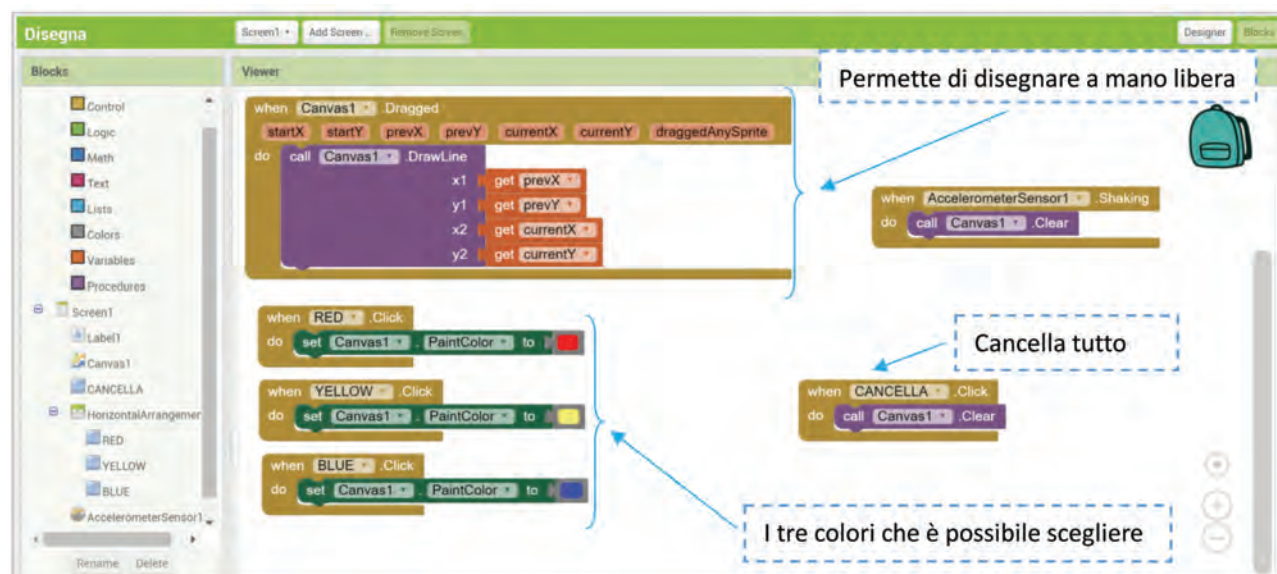 Disegna
Screen1
Add Screen ...
Remove Screen
Designer
Blocks
Blocks
Viewer
Control
Logic
Math
Text
Lists
Colors
Variables
Procedures
Screen1
Label1
Canvas1
CANCELLA
HorizontalArrangemer
RED
YELLOW
BLUE
AccelerometerSensor1
Rename Delete
when Canvas1 .Dragged
startX startY prevX prevY currentX currentY draggedAnySprite
do call Canvas1 .DrawLine
x1 get prevX
y1 get prevY
x2 get currentX
y2 get currentY
Permette di disegnare a mano libera
when AccelerometerSensor1 .Shaking
do call Canvas1 .Clear
when RED .Click
do set Canvas1 . PaintColor to
when YELLOW .Click
do set Canvas1 . PaintColor to
when BLUE .Click
do set Canvas1 . PaintColor to
Cancella tutto
when CANCELLA .Click
do call Canvas1 .Clear
I tre colori che è possibile scegliere